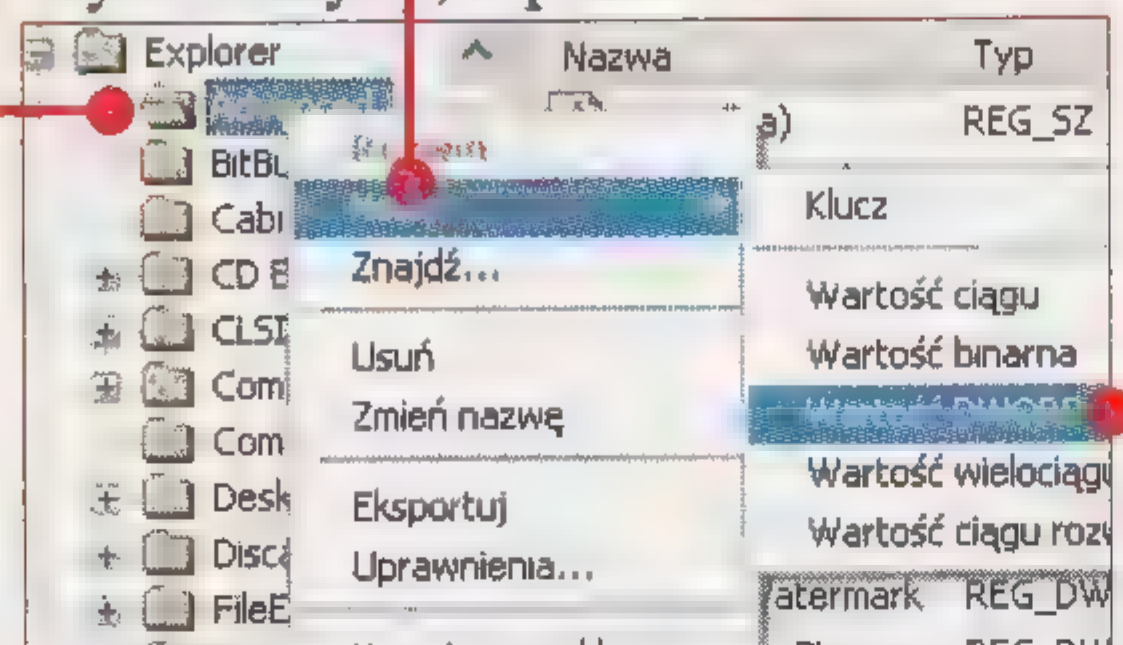 Explorer
Nazwa
Typ
a)
REG_SZ
BitBu
Klucz
Cabi
CD B
Znajdź...
Wartość ciągu
CLSI
Usuń
Wartość binarna
Com
Zmień nazwę
Com
Wartość wielociągu
Desk
Eksportuj
Wartość ciągu rozw
Disca
Uprawnienia...
FileE
atermark
REG_DW